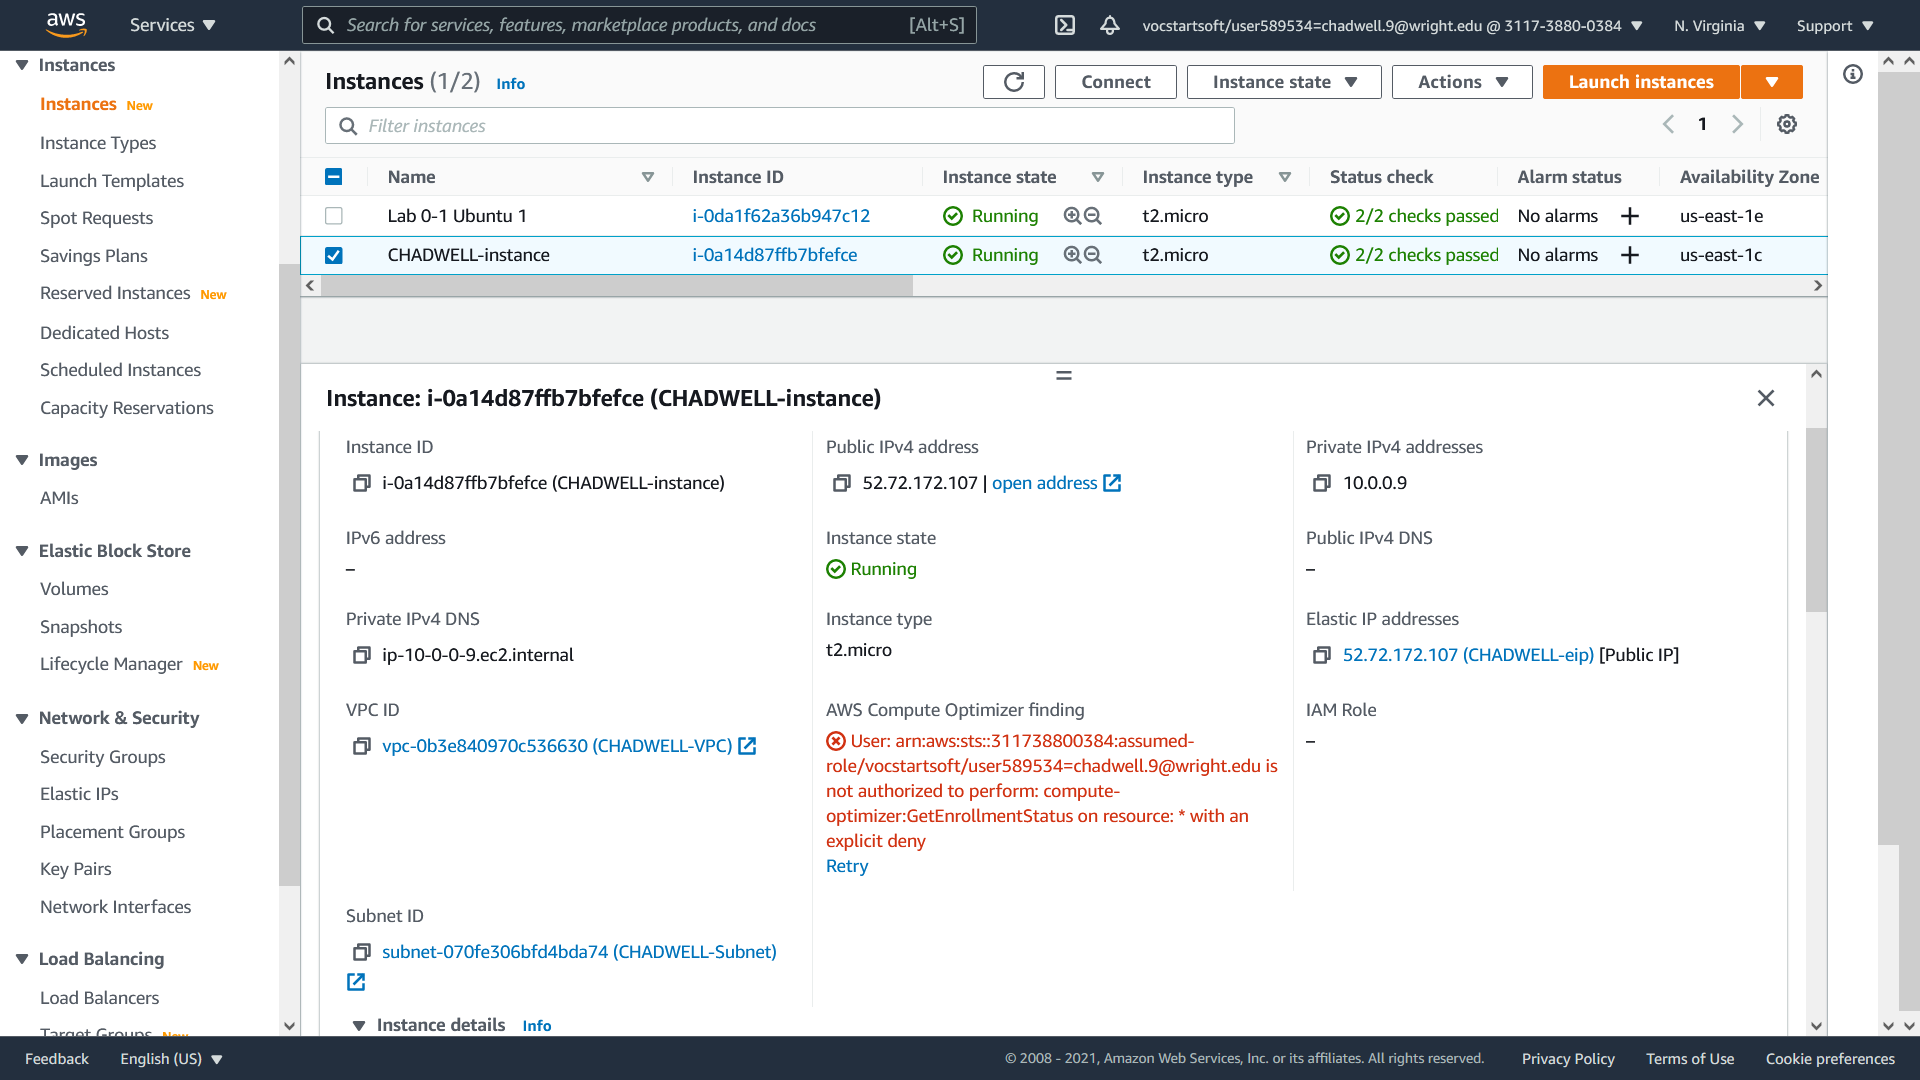 aws
Services
Search for services, features, marketplace products, and docs
[Alt+S]
vocstartsoft/user589534=chadwell.9@wright.edu @ 3117-3880-0384
N. Virginia
Support
Instances
Instances New
Instance Types
Launch Templates
Spot Requests
Savings Plans
Reserved Instances New
Dedicated Hosts
Scheduled Instances
Capacity Reservations
Images
AMIs
Elastic Block Store
Volumes
Snapshots
Lifecycle Manager New
Network & Security
Security Groups
Elastic IPs
Placement Groups
Key Pairs
Network Interfaces
Load Balancing
Load Balancers
Target Groups New
Instances (1/2) Info
Connect
Instance state
Actions
Launch instances
Filter instances
1
Name Instance ID Instance state Instance type Status check Alarm status Availability Zone
Lab 0-1 Ubuntu 1 i-0da1f62a36b947c12 Running t2.micro 2/2 checks passed No alarms + us-east-1e
CHADWELL-instance i-0a14d87ffb7bfefce Running t2.micro 2/2 checks passed No alarms + us-east-1c
Instance: i-0a14d87ffb7bfefce (CHADWELL-instance)
Instance ID
i-0a14d87ffb7bfefce (CHADWELL-instance)
Public IPv4 address
52.72.172.107 | open address
Private IPv4 addresses
10.0.0.9
IPv6 address
–
Instance state
Running
Public IPv4 DNS
–
Private IPv4 DNS
ip-10-0-0-9.ec2.internal
Instance type
t2.micro
Elastic IP addresses
52.72.172.107 (CHADWELL-eip) [Public IP]
VPC ID
vpc-0b3e840970c536630 (CHADWELL-VPC)
AWS Compute Optimizer finding
User: arn:aws:sts::311738800384:assumed-
role/vocstartsoft/user589534=chadwell.9@wright.edu is
not authorized to perform: compute-
optimizer:GetEnrollmentStatus on resource: * with an
explicit deny
Retry
IAM Role
–
Subnet ID
subnet-070fe306bfd4bda74 (CHADWELL-Subnet)
Instance details Info
Feedback
English (US)
© 2008 - 2021, Amazon Web Services, Inc. or its affiliates. All rights reserved.
Privacy Policy
Terms of Use
Cookie preferences